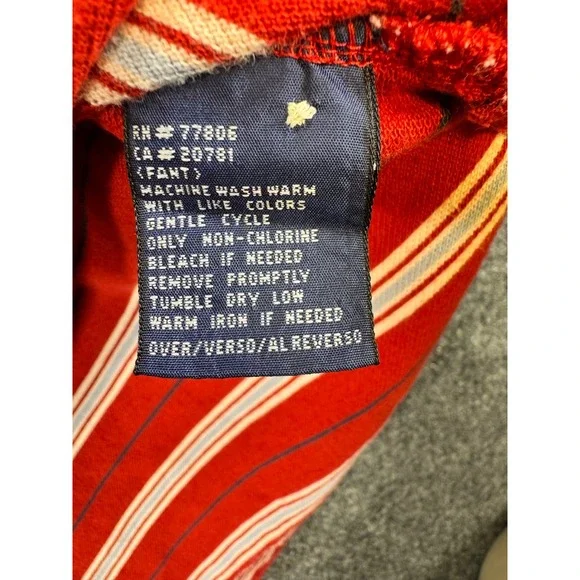 RN # 77806
CA # 20781
(FANT)
MACHINE WASH WARM
WITH LIKE COLORS
GENTLE CYCLE
ONLY NON-CHLORINE
BLEACH IF NEEDED
REMOVE PROMPTLY
TUMBLE DRY LOW
WARM IRON IF NEEDED
OVER/VERSO/AL REVERSO